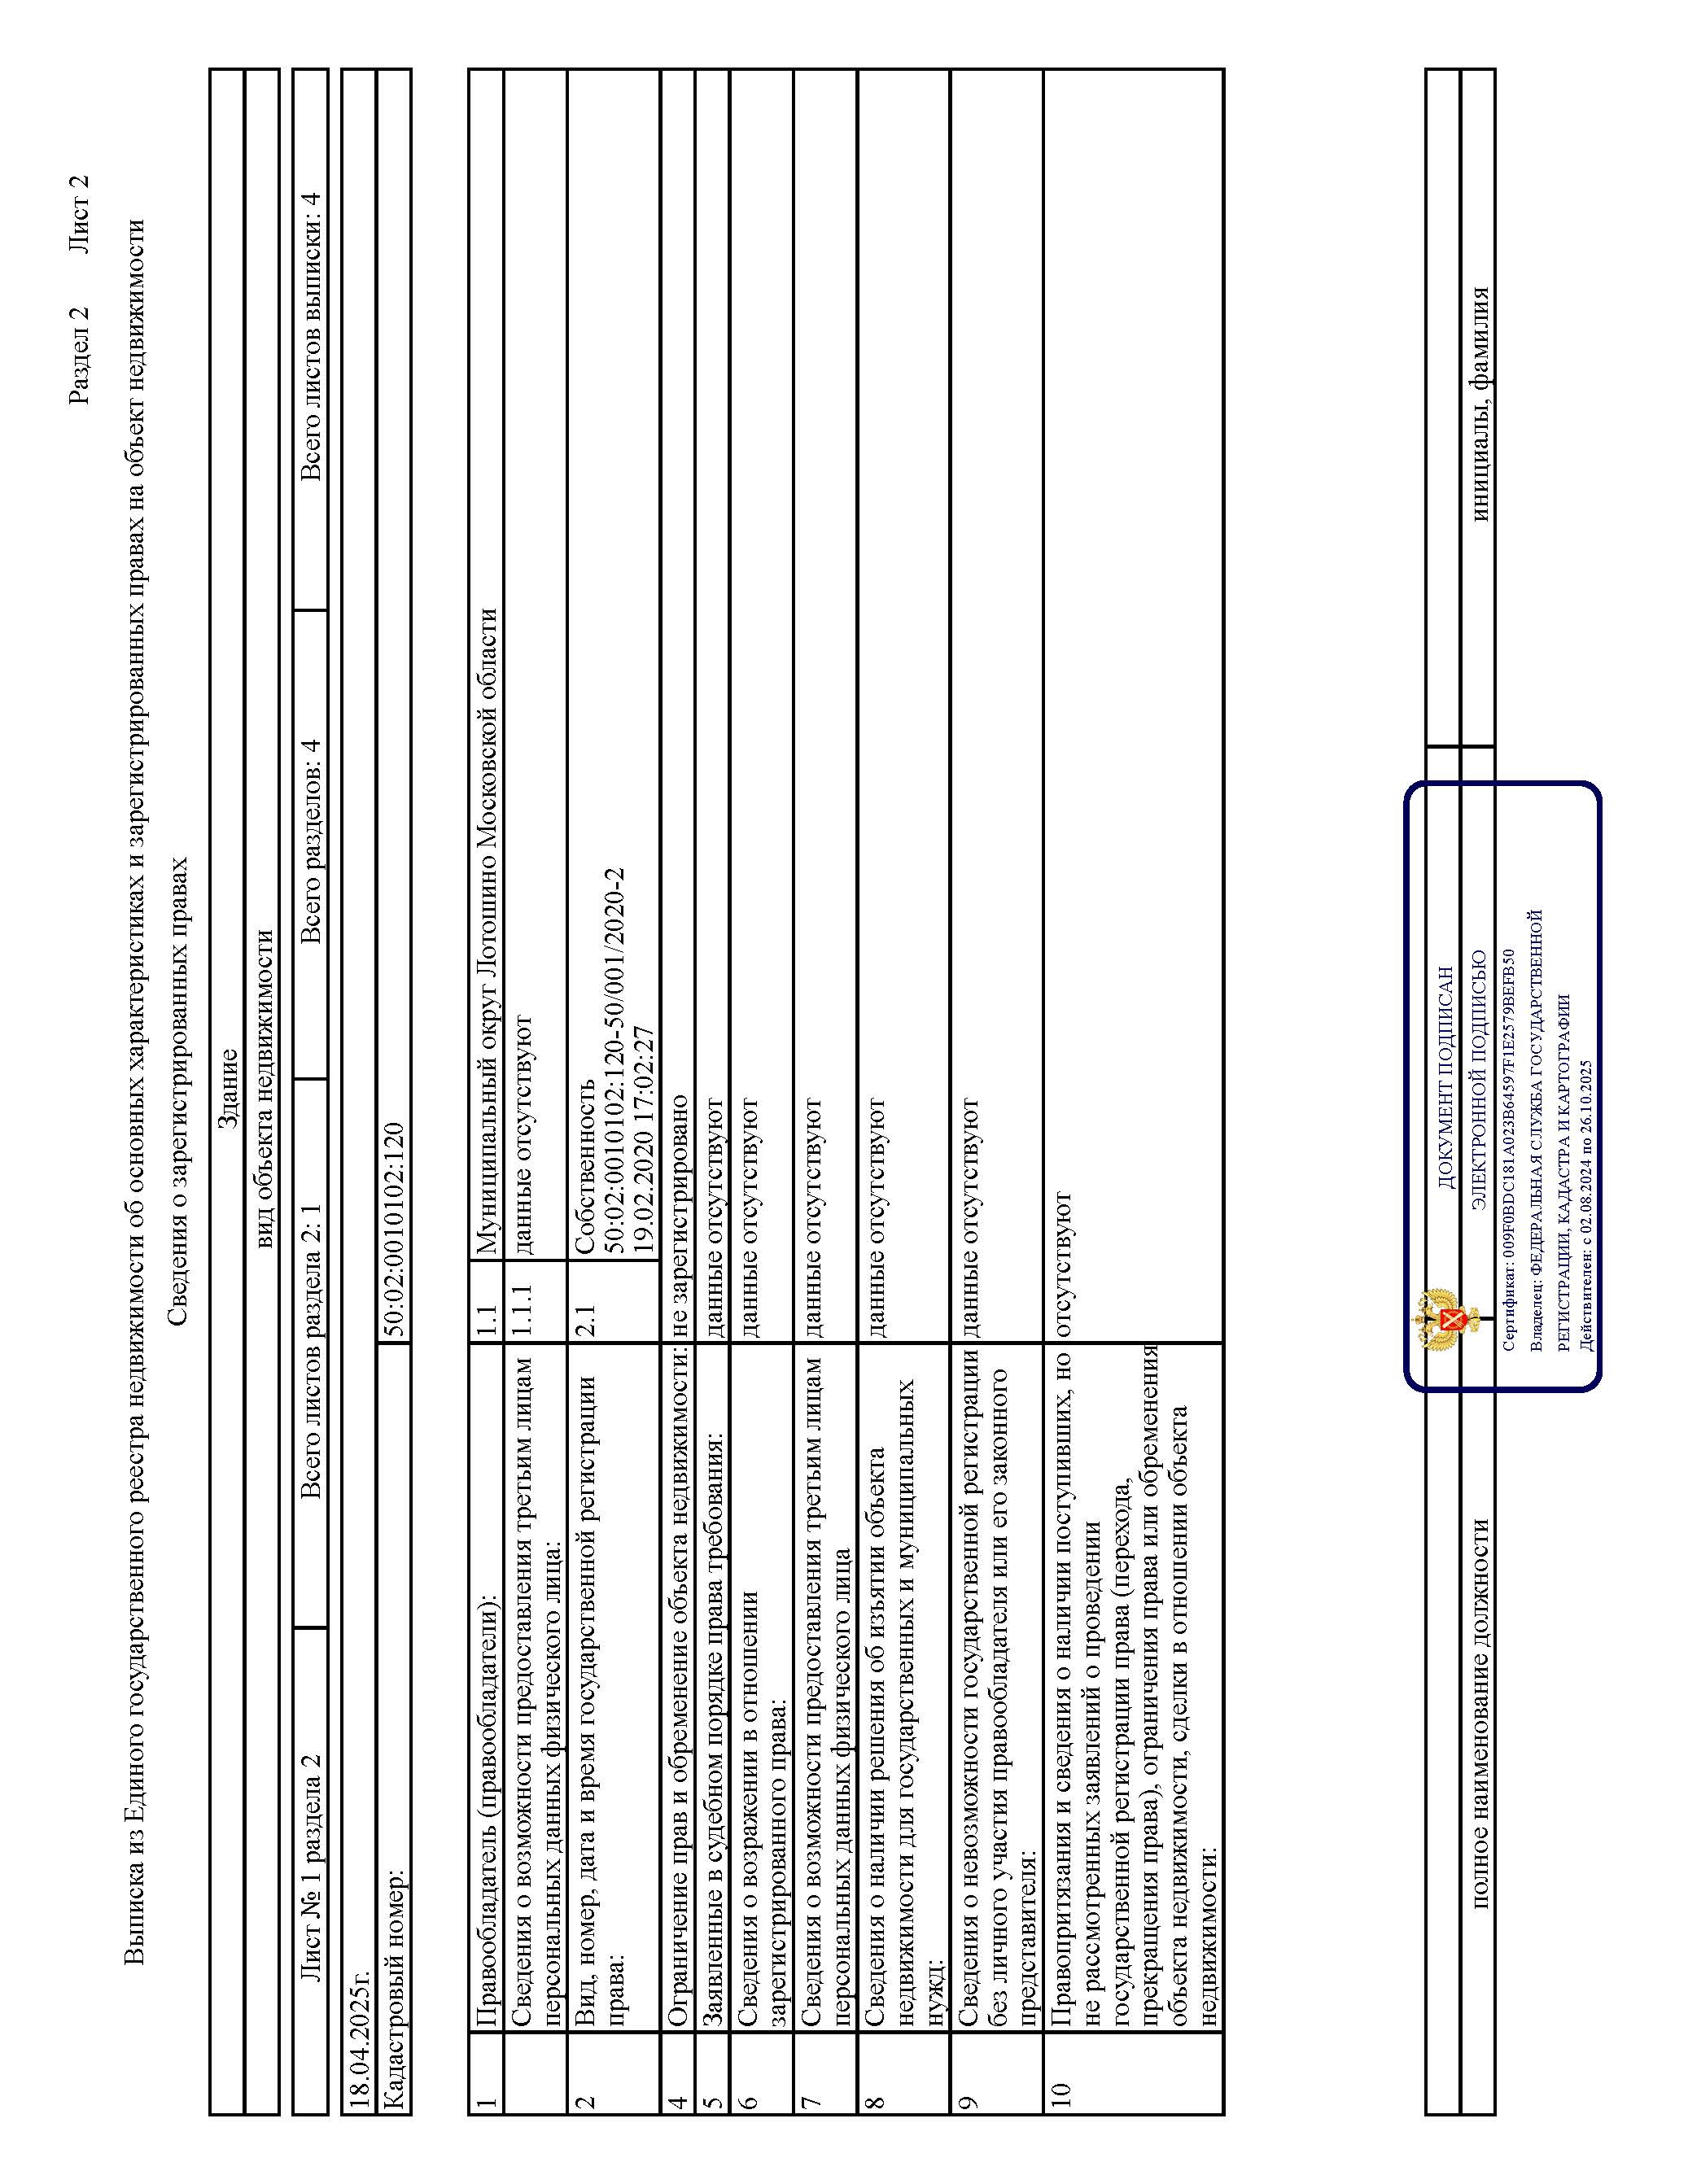 Раздел 2 Лист 2
Выписка из Единого государственного реестра недвижимости об основных характеристиках и зарегистрированных правах на объект недвижимости
Сведения о зарегистрированных правах
Здание
вид объекта недвижимости
Лист № 1 раздела 2 Всего листов раздела 2: 1 Всего разделов: 4 Всего листов выписки: 4
18.04.2025г.
Кадастровый номер: 50:02:0010102:120
1 Правообладатель (правообладатели): 1.1 Муниципальный округ Лотошино Московской области
Сведения о возможности предоставления третьим лицам 1.1.1 данные отсутствуют
персональных данных физического лица:
2 Вид, номер, дата и время государственной регистрации 2.1 Собственность
права: 50:02:0010102:120-50/001/2020-2
19.02.2020 17:02:27
4 Ограничение прав и обременение объекта недвижимости: не зарегистрировано
5 Заявленные в судебном порядке права требования: данные отсутствуют
6 Сведения о возражении в отношении данные отсутствуют
зарегистрированного права:
7 Сведения о возможности предоставления третьим лицам данные отсутствуют
персональных данных физического лица
8 Сведения о наличии решения об изъятии объекта данные отсутствуют
недвижимости для государственных и муниципальных
нужд:
9 Сведения о невозможности государственной регистрации данные отсутствуют
без личного участия правообладателя или его законного
представителя:
10 Правопритязания и сведения о наличии поступивших, но отсутствуют
не рассмотренных заявлений о проведении
государственной регистрации права (перехода,
прекращения права), ограничения права или обременения
объекта недвижимости, сделки в отношении объекта
недвижимости:
ДОКУМЕНТ ПОДПИСАН
ЭЛЕКТРОННОЙ ПОДПИСЬЮ
полное наименование должности инициалы, фамилия
Сертификат: 009F0BDC181A023B64597F1E2579BEFB50
Владелец: ФЕДЕРАЛЬНАЯ СЛУЖБА ГОСУДАРСТВЕННОЙ
РЕГИСТРАЦИИ, КАДАСТРА И КАРТОГРАФИИ
Действителен: с 02.08.2024 по 26.10.2025